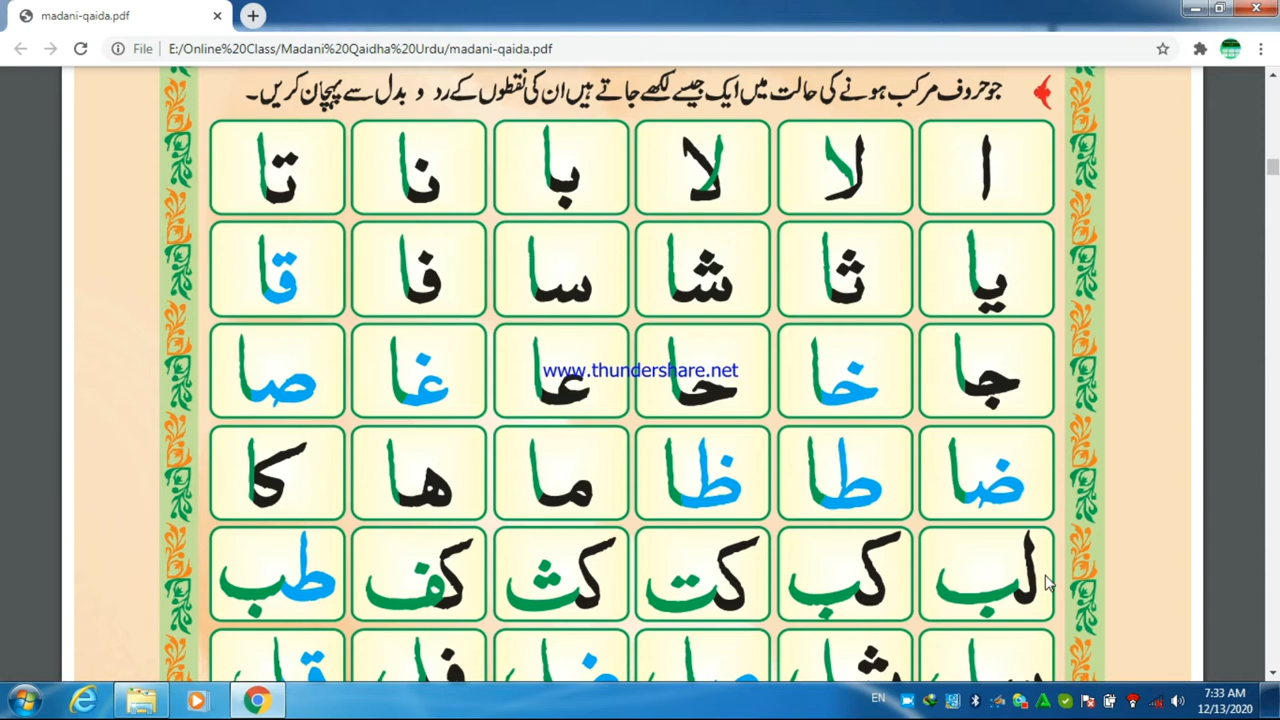 madani-qaida.pdf
File E:/Online%20Class/Madani%20Qaidha%20Urdu/madani-qaida.pdf
جو حروف مرکب ہونے کی حالت میں ایک جیسے لکھے جاتے ہیں ان کی نقطوں کے رد و بدل سے پہچان کریں۔
ا لا لا با نا تا
یا ثا شا سا فا قا
جا خا حا عا غا صا
www.thundershare.net
ضا طا ظا ما ها کا
لب کب کت کث کف طب
EN 7:33 AM
12/13/2020